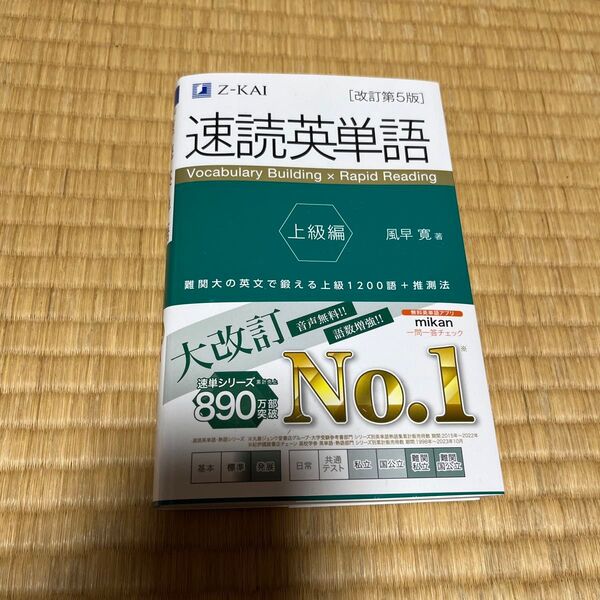 Z-KAI
[改訂第5版]
速読英単語
Vocabulary Building × Rapid Reading
上級編
風早 寛 著
難関大の英文で鍛える上級1200語+推測法
大改訂
音声無料!!
語数増強!!
無料英単語アプリ
mikan
一問一答チェック
速単シリーズ累計売上
890万部突破
No.1※
基本 標準 発展 日常 共通テスト 私立 国公立 難関私立 難関国公立